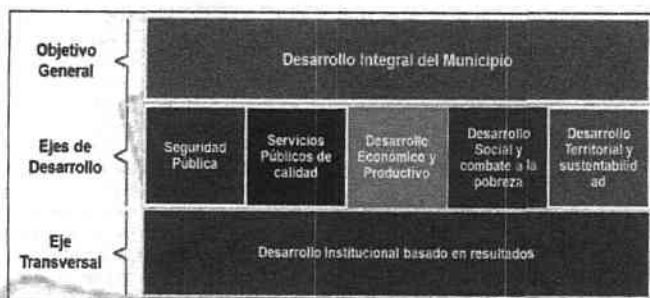 Objetivo
General
Desarrollo Integral del Municipio
Ejes de
Desarrollo
Seguridad
Pública
Servicios
Públicos de
calidad
Desarrollo
Económico y
Productivo
Desarrollo
Social y
combate a la
pobreza
Desarrollo
Territorial y
sustentabilid
ad
Eje
Transversal
Desarrollo Institucional basado en resultados